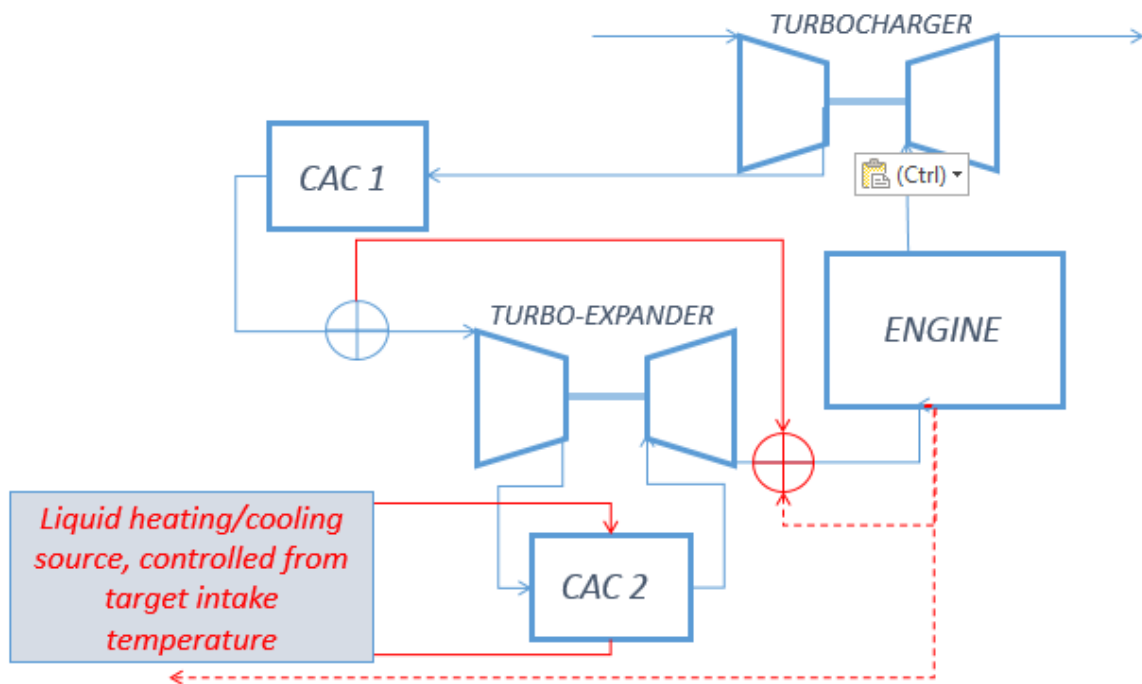 TURBOCHARGER
CAC 1
(Ctrl)
TURBO-EXPANDER
ENGINE
Liquid heating/cooling
source, controlled from
target intake
temperature
CAC 2